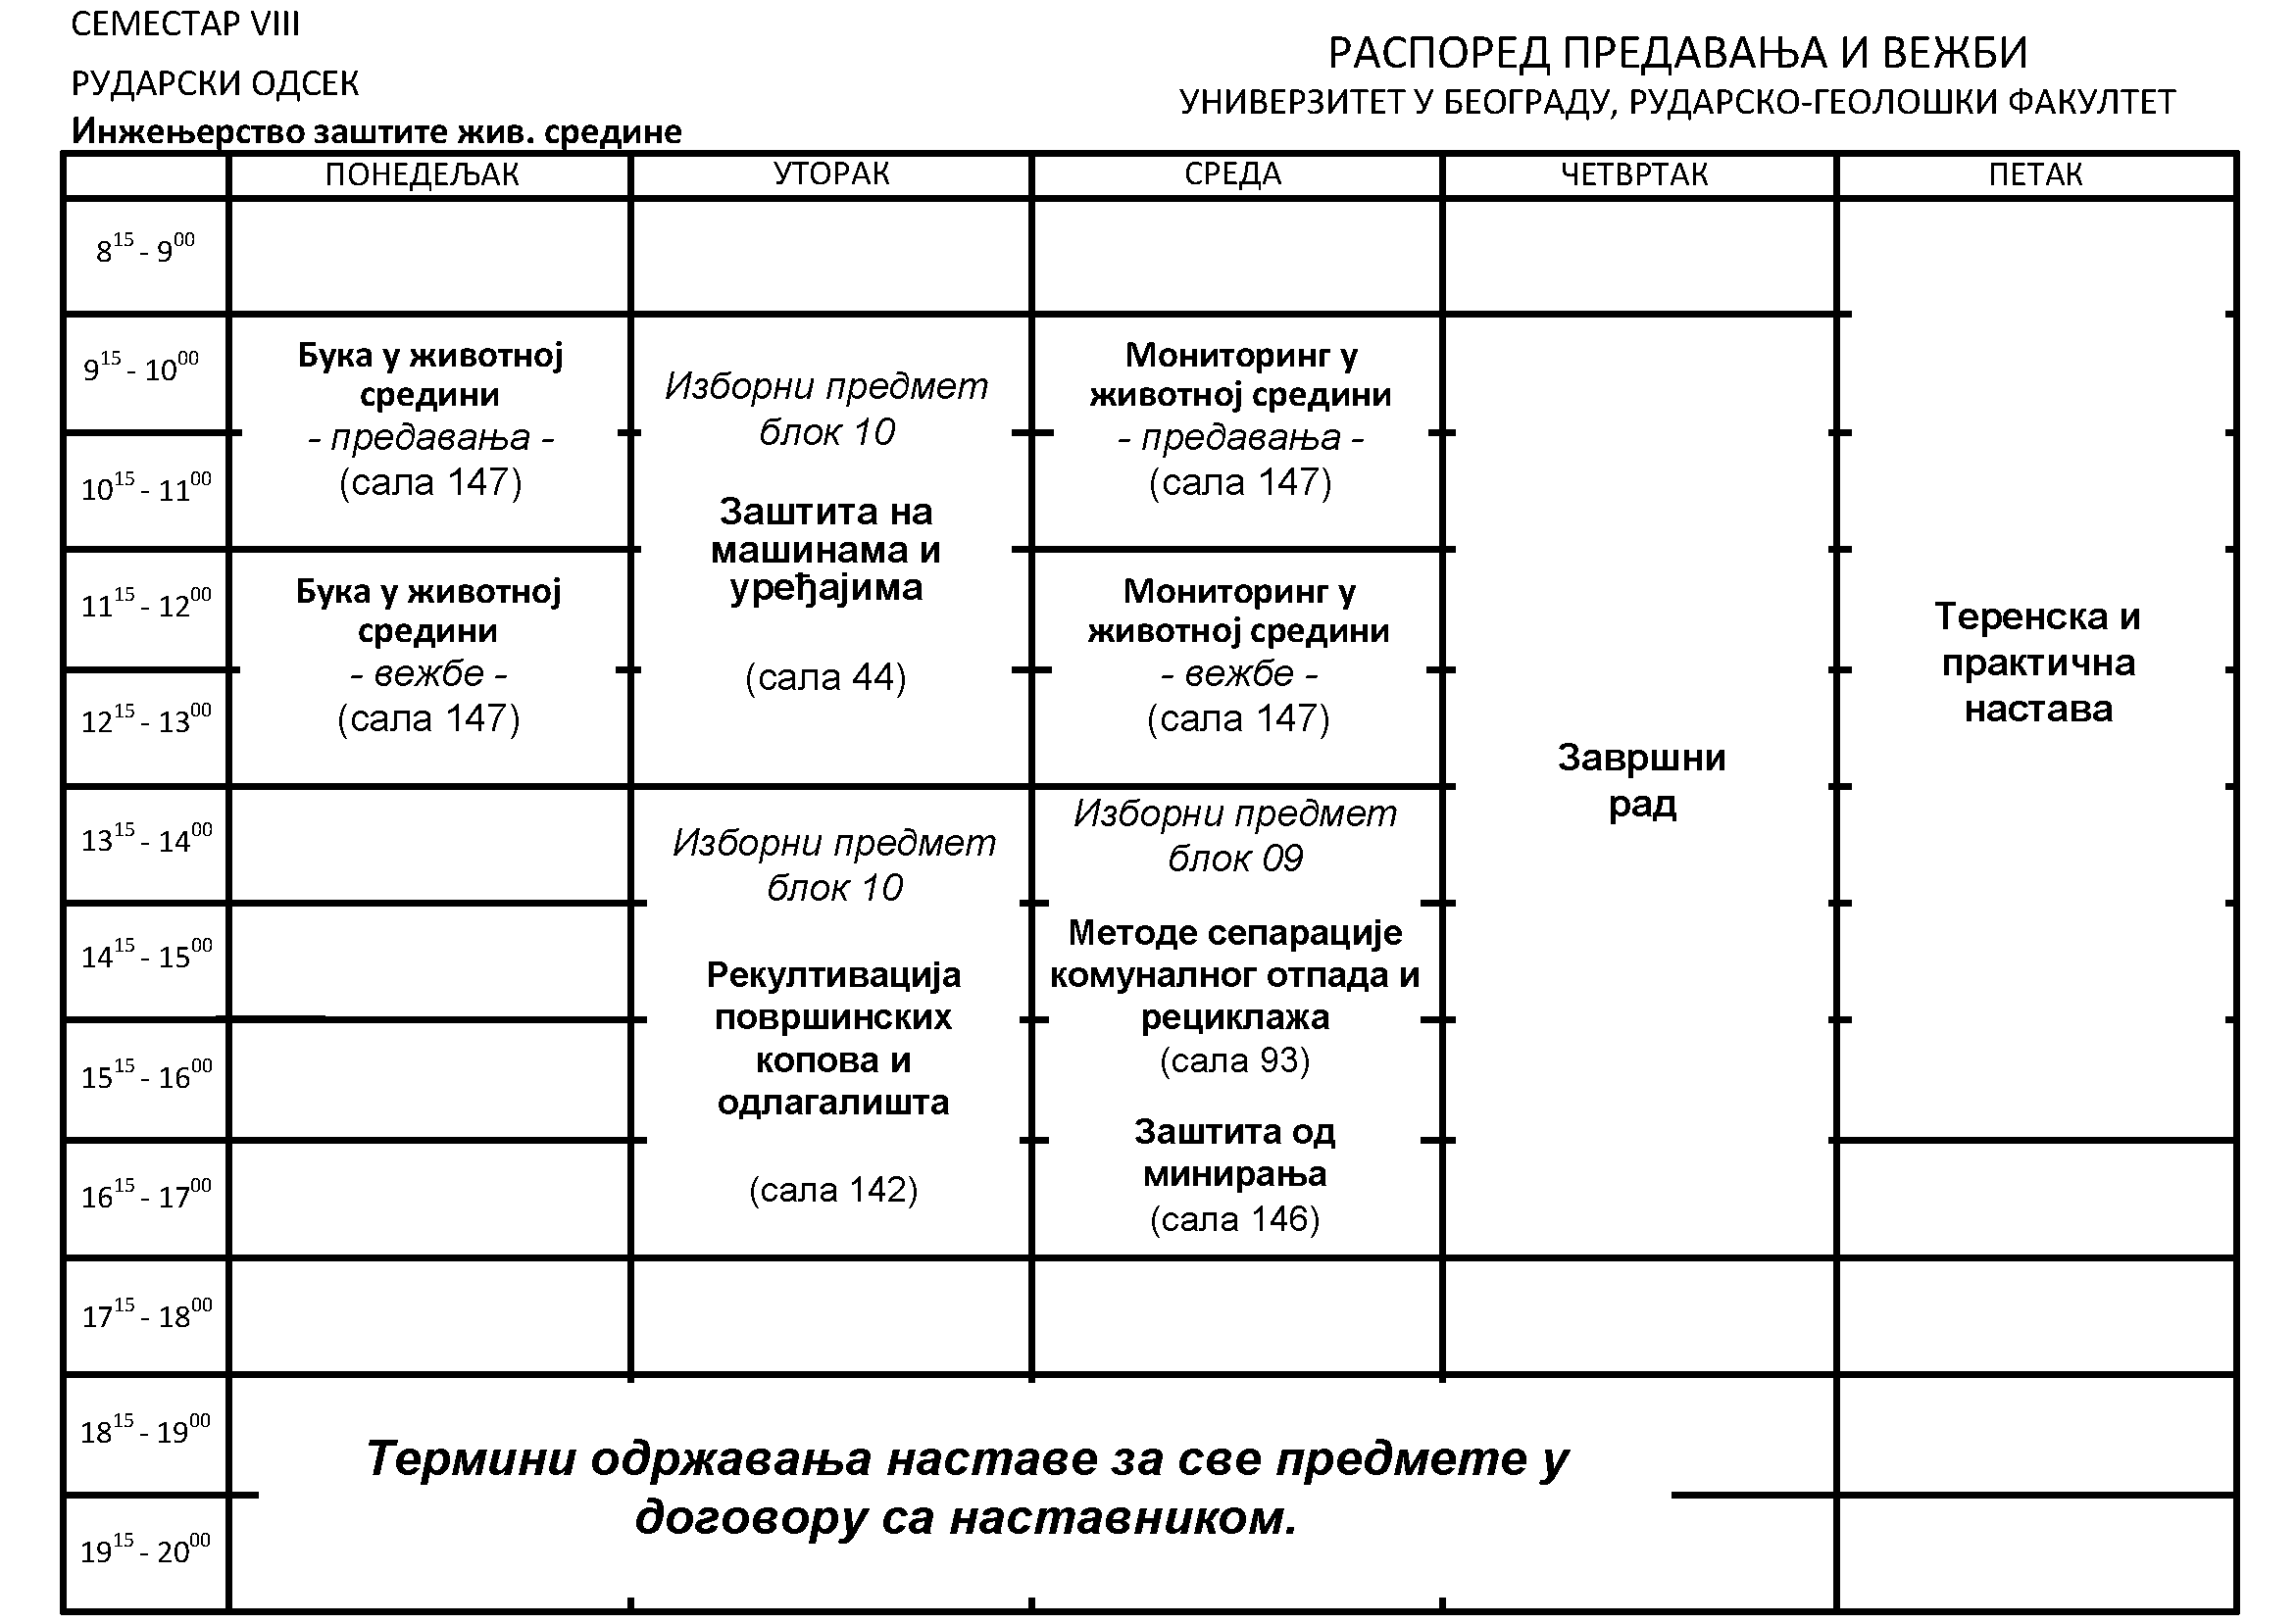 СЕМЕСТАР VIII
РУДАРСКИ ОДСЕК
Инжењерство заштите жив. средине
РАСПОРЕД ПРЕДАВАЊА И ВЕЖБИ
УНИВЕРЗИТЕТ У БЕОГРАДУ, РУДАРСКО-ГЕОЛОШКИ ФАКУЛТЕТ
ПОНЕДЕЉАК
УТОРАК
СРЕДА
ЧЕТВРТАК
ПЕТАК
8¹⁵ - 9⁰⁰
9¹⁵ - 10⁰⁰
10¹⁵ - 11⁰⁰
11¹⁵ - 12⁰⁰
12¹⁵ - 13⁰⁰
13¹⁵ - 14⁰⁰
14¹⁵ - 15⁰⁰
15¹⁵ - 16⁰⁰
16¹⁵ - 17⁰⁰
17¹⁵ - 18⁰⁰
18¹⁵ - 19⁰⁰
19¹⁵ - 20⁰⁰
Бука у животној
средини
- предавања -
(сала 147)
Бука у животној
средини
- вежбе -
(сала 147)
Изборни предмет
блок 10
Заштита на
машинама и
уређајима
(сала 44)
Изборни предмет
блок 10
Рекултивација
површинских
копова и
одлагалишта
(сала 142)
Мониторинг у
животној средини
- предавања -
(сала 147)
Мониторинг у
животној средини
- вежбе -
(сала 147)
Изборни предмет
блок 09
Методе сепарације
комуналног отпада и
рециклажа
(сала 93)
Заштита од
минирања
(сала 146)
Завршни
рад
Теренска и
практична
настава
Термини одржавања наставе за све предмете у
договору са наставником.